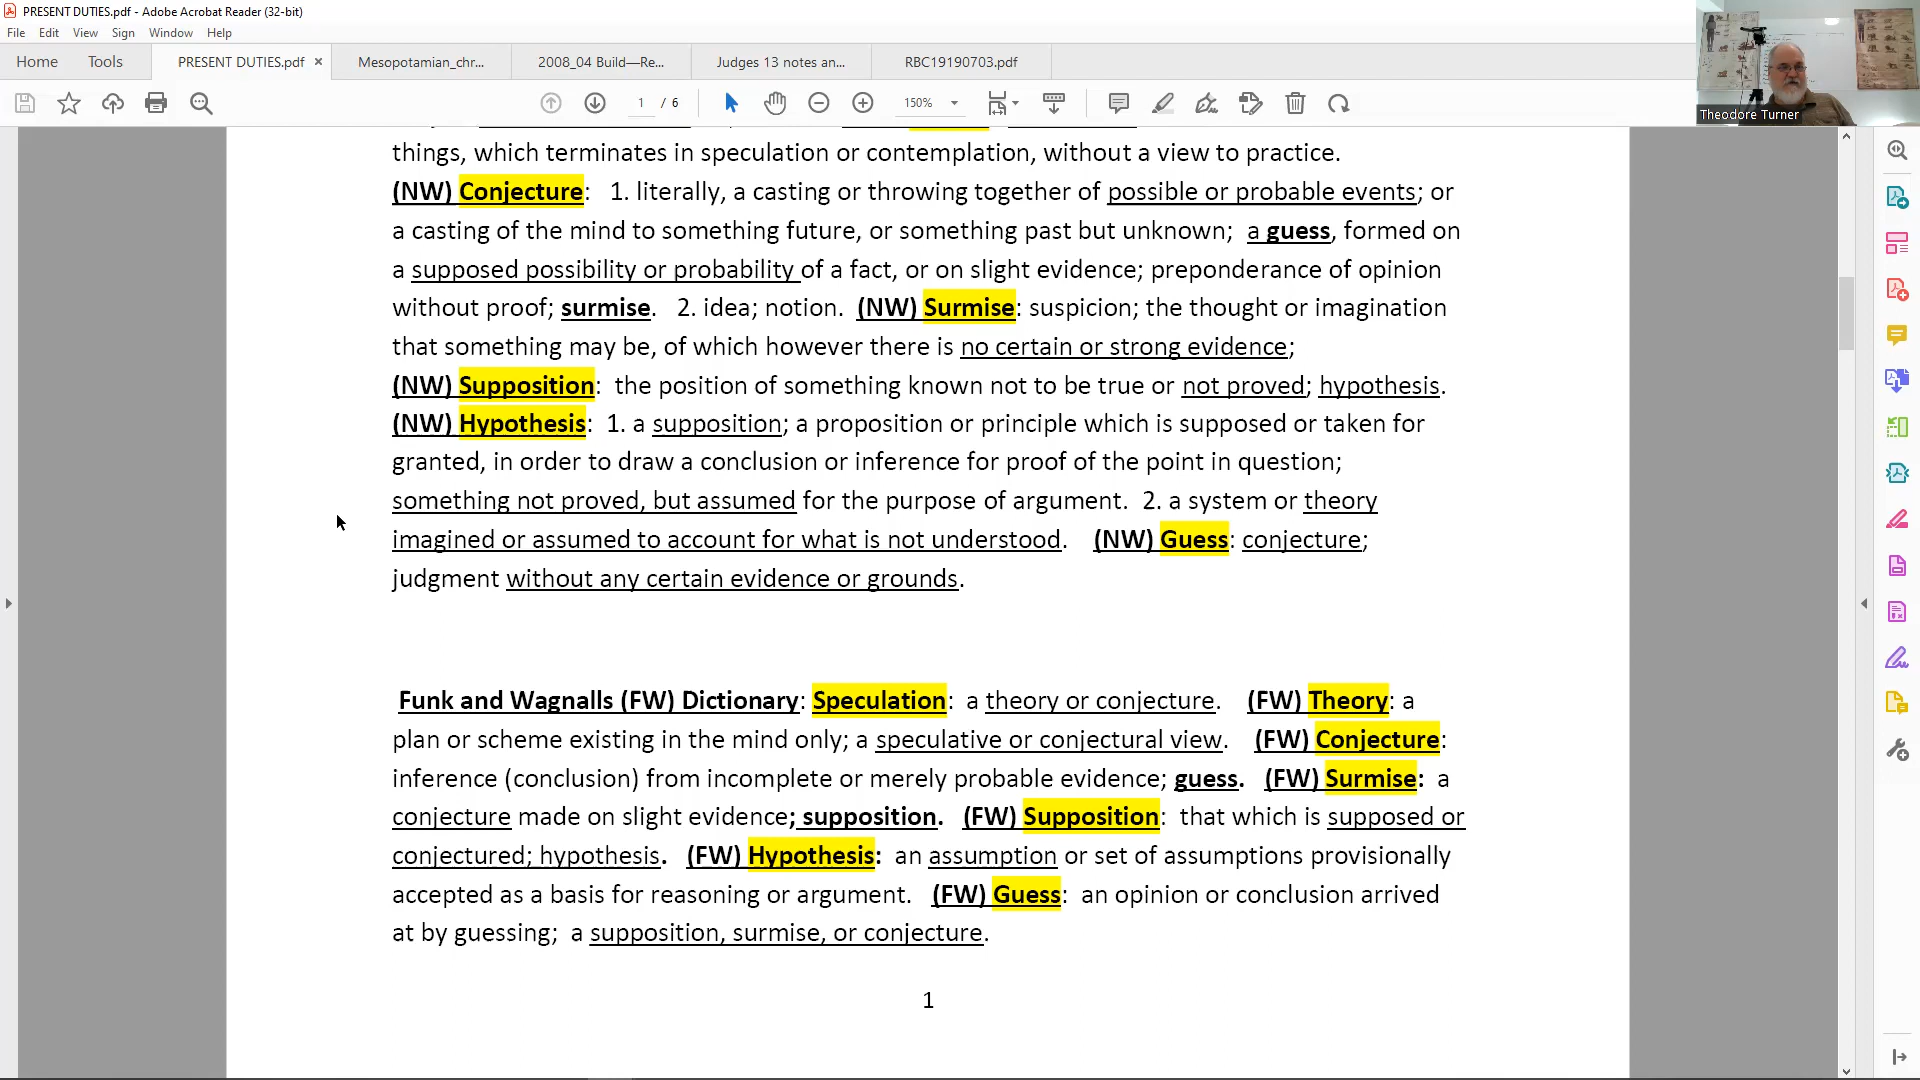 PRESENT DUTIES.pdf - Adobe Acrobat Reader (32-bit)
File Edit View Sign Window Help
Home Tools PRESENT DUTIES.pdf × Mesopotamian_chr... 2008_04 Build—Re... Judges 13 notes an... RBC19190703.pdf
1 / 6 150%
Theodore Turner
things, which terminates in speculation or contemplation, without a view to practice.
(NW) Conjecture: 1. literally, a casting or throwing together of possible or probable events; or
a casting of the mind to something future, or something past but unknown; a guess, formed on
a supposed possibility or probability of a fact, or on slight evidence; preponderance of opinion
without proof; surmise. 2. idea; notion. (NW) Surmise: suspicion; the thought or imagination
that something may be, of which however there is no certain or strong evidence;
(NW) Supposition: the position of something known not to be true or not proved; hypothesis.
(NW) Hypothesis: 1. a supposition; a proposition or principle which is supposed or taken for
granted, in order to draw a conclusion or inference for proof of the point in question;
something not proved, but assumed for the purpose of argument. 2. a system or theory
imagined or assumed to account for what is not understood. (NW) Guess: conjecture;
judgment without any certain evidence or grounds.
Funk and Wagnalls (FW) Dictionary: Speculation: a theory or conjecture. (FW) Theory: a
plan or scheme existing in the mind only; a speculative or conjectural view. (FW) Conjecture:
inference (conclusion) from incomplete or merely probable evidence; guess. (FW) Surmise: a
conjecture made on slight evidence; supposition. (FW) Supposition: that which is supposed or
conjectured; hypothesis. (FW) Hypothesis: an assumption or set of assumptions provisionally
accepted as a basis for reasoning or argument. (FW) Guess: an opinion or conclusion arrived
at by guessing; a supposition, surmise, or conjecture.
1